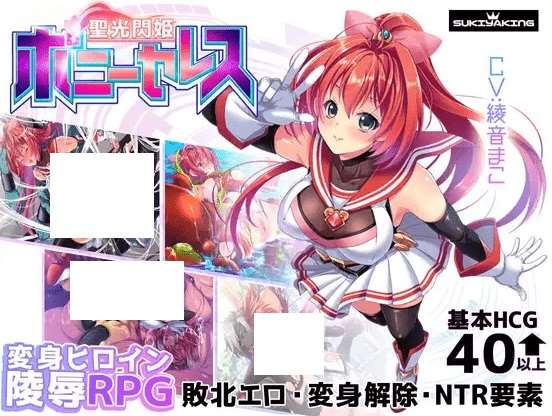 聖光閃姫
ポニーセレス
SUKIYAKING
CV:綾音まこ
基本HCG
40以上
変身ヒロイン
陵辱RPG
敗北エロ・変身解除・NTR要素